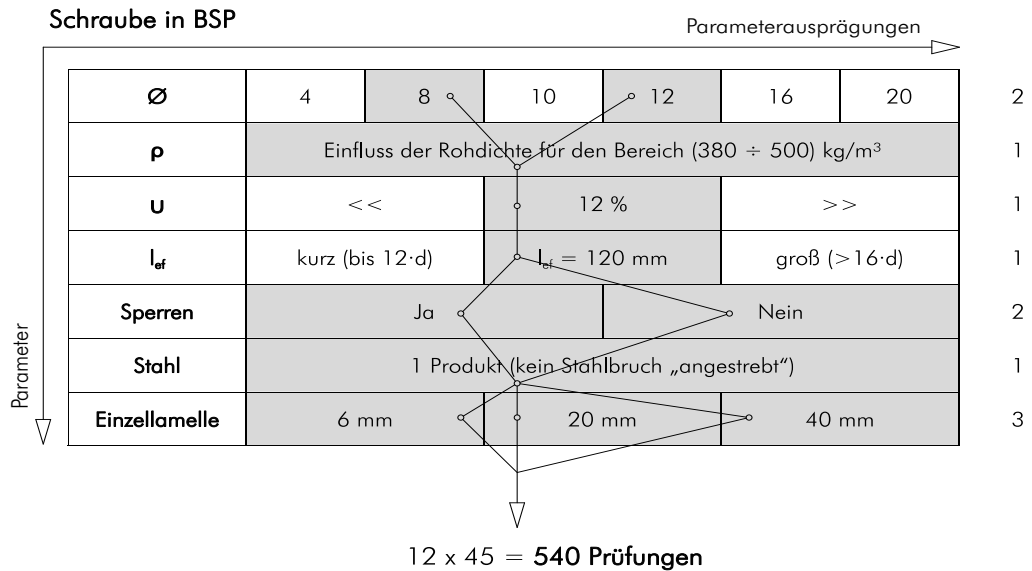 Schraube in BSP
Parameterausprägungen
Ø 4 8 10 12 16 20 2
ρ Einfluss der Rohdichte für den Bereich (380 ÷ 500) kg/m³ 1
u << 12 % >> 1
lef kurz (bis 12·d) lef = 120 mm groß (>16·d) 1
Sperren Ja Nein 2
Stahl 1 Produkt (kein Stahlbruch „angestrebt“) 1
Einzellamelle 6 mm 20 mm 40 mm 3
Parameter
12 x 45 = 540 Prüfungen